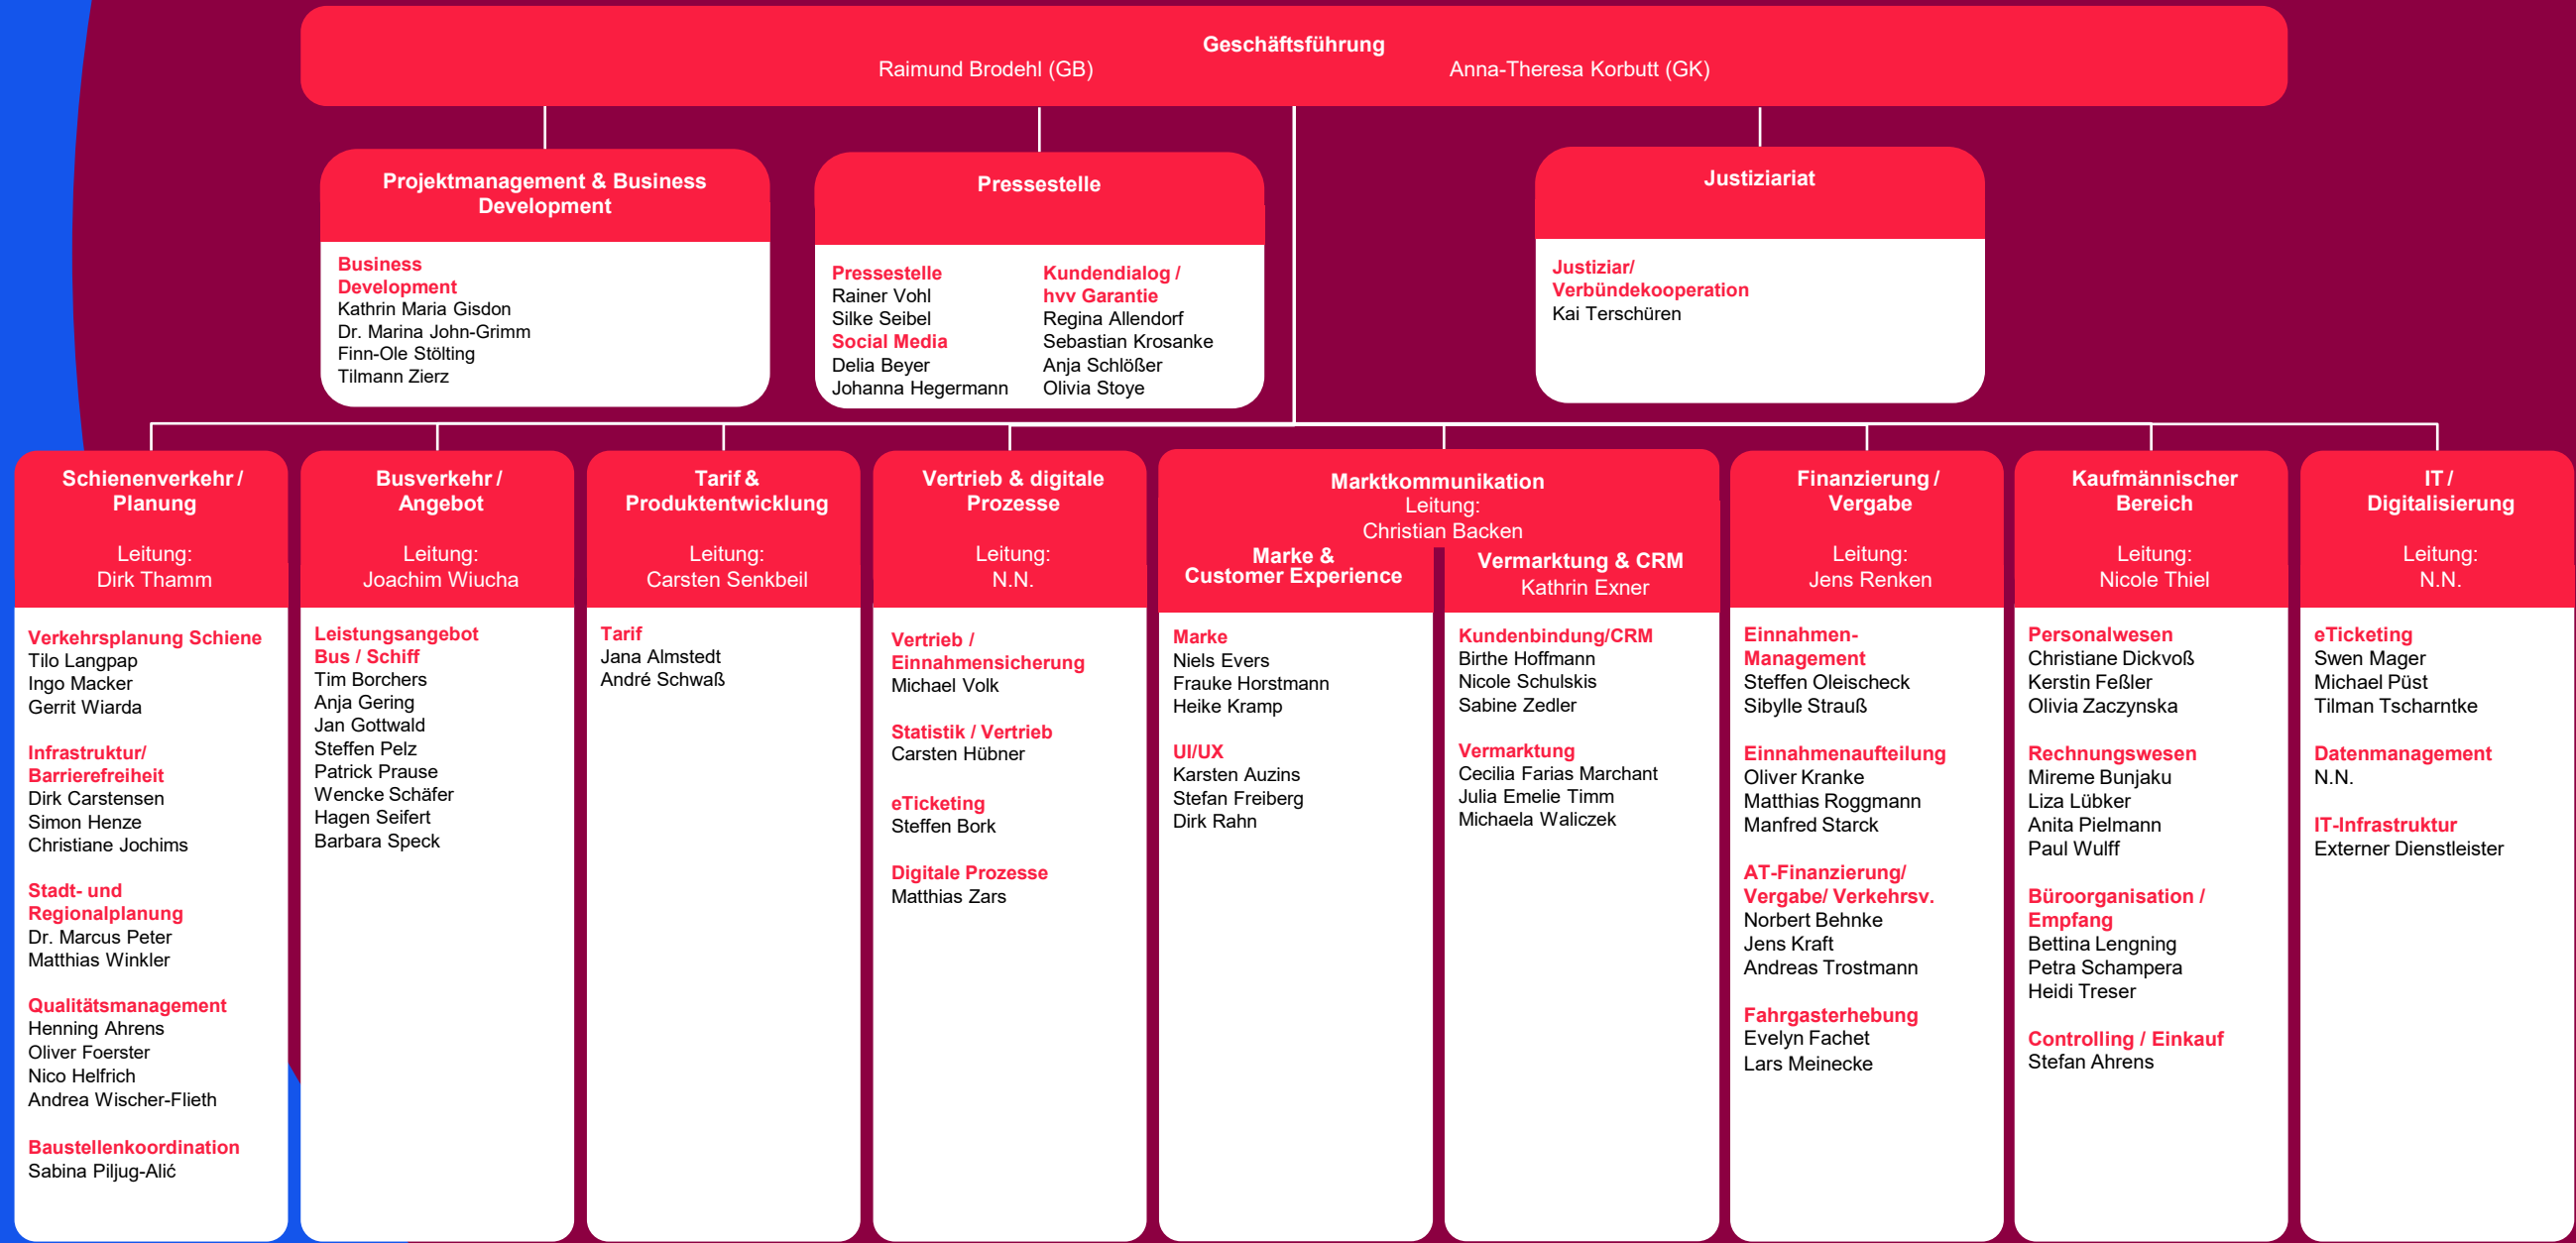 Geschäftsführung
Raimund Brodehl (GB)
Anna-Theresa Korbutt (GK)
Projektmanagement & Business
Development
Business
Development
Kathrin Maria Gisdon
Dr. Marina John-Grimm
Finn-Ole Stölting
Tilmann Zierz
Pressestelle
Pressestelle
Rainer Vohl
Silke Seibel
Social Media
Delia Beyer
Johanna Hegermann
Kundendialog /
hvv Garantie
Regina Allendorf
Sebastian Krosanke
Anja Schlößer
Olivia Stoye
Justiziariat
Justiziar/
Verbündekooperation
Kai Terschüren
Schienenverkehr /
Planung
Leitung:
Dirk Thamm
Verkehrsplanung Schiene
Tilo Langpap
Ingo Macker
Gerrit Wiarda
Infrastruktur/
Barrierefreiheit
Dirk Carstensen
Simon Henze
Christiane Jochims
Stadt- und
Regionalplanung
Dr. Marcus Peter
Matthias Winkler
Qualitätsmanagement
Henning Ahrens
Oliver Foerster
Nico Helfrich
Andrea Wischer-Flieth
Baustellenkoordination
Sabina Piljug-Alić
Busverkehr /
Angebot
Leitung:
Joachim Wiucha
Leistungsangebot
Bus / Schiff
Tim Borchers
Anja Gering
Jan Gottwald
Steffen Pelz
Patrick Prause
Wencke Schäfer
Hagen Seifert
Barbara Speck
Tarif &
Produktentwicklung
Leitung:
Carsten Senkbeil
Tarif
Jana Almstedt
André Schwaß
Vertrieb & digitale
Prozesse
Leitung:
N.N.
Vertrieb /
Einnahmensicherung
Michael Volk
Statistik / Vertrieb
Carsten Hübner
eTicketing
Steffen Bork
Digitale Prozesse
Matthias Zars
Marktkommunikation
Leitung:
Christian Backen
Marke &
Customer Experience
Marke
Niels Evers
Frauke Horstmann
Heike Kramp
UI/UX
Karsten Auzins
Stefan Freiberg
Dirk Rahn
Vermarktung & CRM
Kathrin Exner
Kundenbindung/CRM
Birthe Hoffmann
Nicole Schulskis
Sabine Zedler
Vermarktung
Cecilia Farias Marchant
Julia Emelie Timm
Michaela Waliczek
Finanzierung /
Vergabe
Leitung:
Jens Renken
Einnahmen-
Management
Steffen Oleischeck
Sibylle Strauß
Einnahmenaufteilung
Oliver Kranke
Matthias Roggmann
Manfred Starck
AT-Finanzierung/
Vergabe/ Verkehrsv.
Norbert Behnke
Jens Kraft
Andreas Trostmann
Fahrgasterhebung
Evelyn Fachet
Lars Meinecke
Kaufmännischer
Bereich
Leitung:
Nicole Thiel
Personalwesen
Christiane Dickvoß
Kerstin Feßler
Olivia Zaczynska
Rechnungswesen
Mireme Bunjaku
Liza Lübker
Anita Pielmann
Paul Wulff
Büroorganisation /
Empfang
Bettina Lengning
Petra Schampera
Heidi Treser
Controlling / Einkauf
Stefan Ahrens
IT /
Digitalisierung
Leitung:
N.N.
eTicketing
Swen Mager
Michael Püst
Tilman Tscharntke
Datenmanagement
N.N.
IT-Infrastruktur
Externer Dienstleister